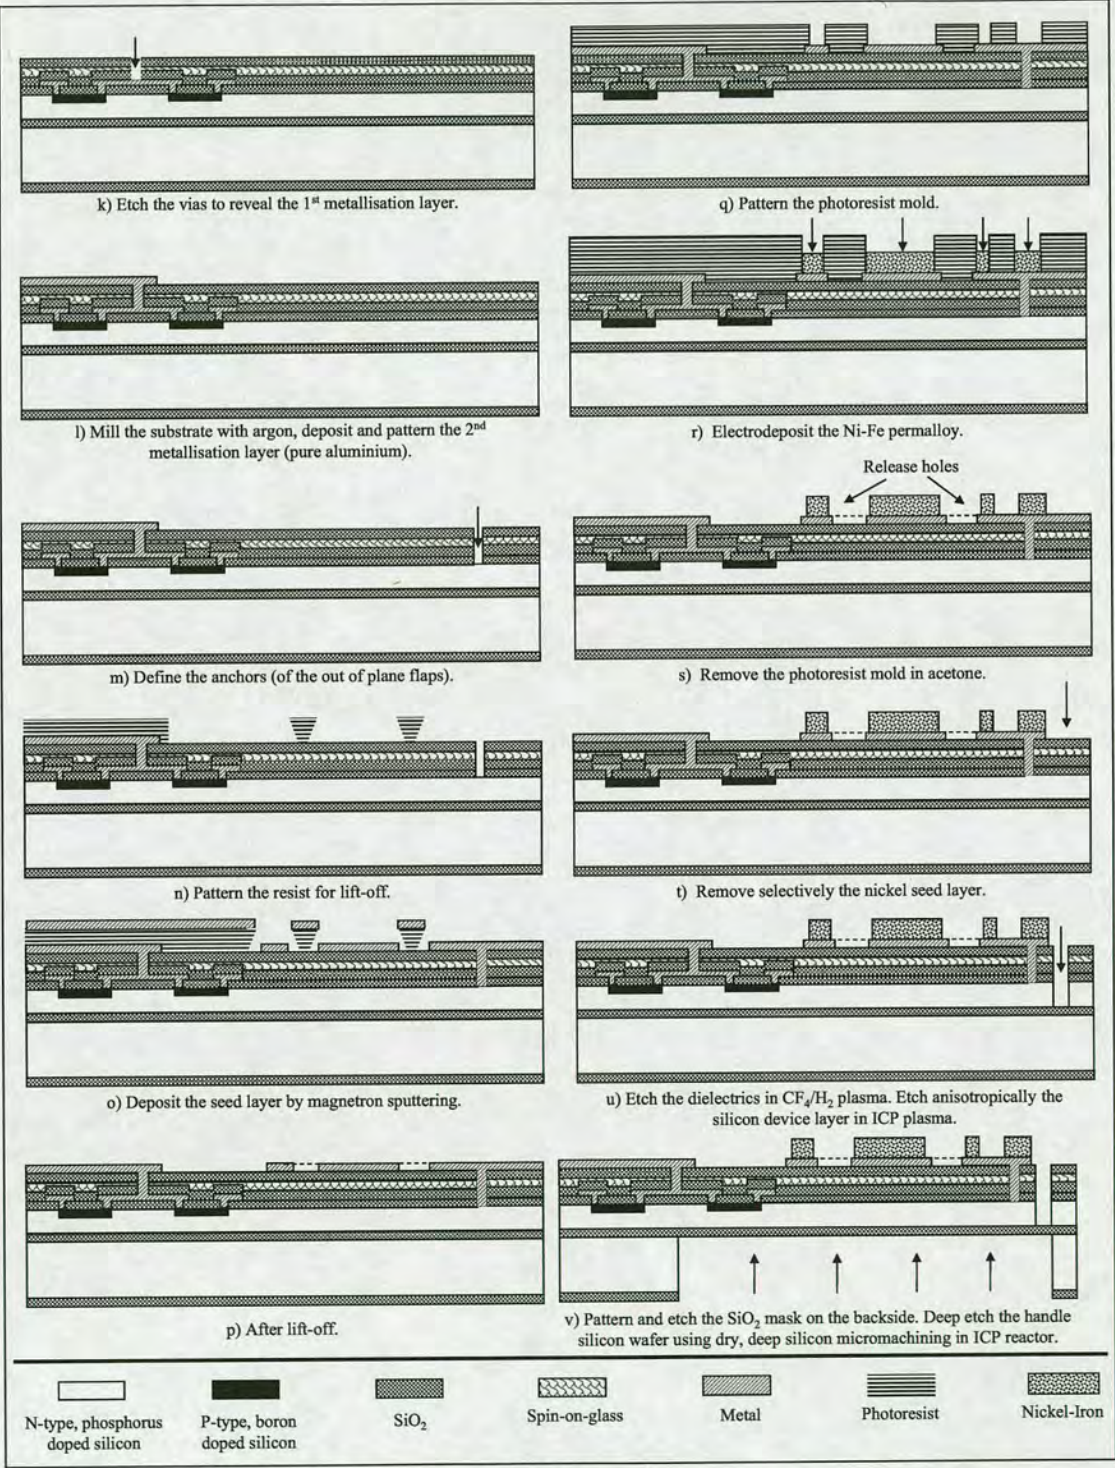 k) Etch the vias to reveal the 1st metallisation layer.
l) Mill the substrate with argon, deposit and pattern the 2nd
metallisation layer (pure aluminium).
m) Define the anchors (of the out of plane flaps).
n) Pattern the resist for lift-off.
o) Deposit the seed layer by magnetron sputtering.
p) After lift-off.
q) Pattern the photoresist mold.
r) Electrodeposit the Ni-Fe permalloy.
Release holes
s) Remove the photoresist mold in acetone.
t) Remove selectively the nickel seed layer.
u) Etch the dielectrics in CF4/H2 plasma. Etch anisotropically the
silicon device layer in ICP plasma.
v) Pattern and etch the SiO2 mask on the backside. Deep etch the handle
silicon wafer using dry, deep silicon micromachining in ICP reactor.
N-type, phosphorus
doped silicon
P-type, boron
doped silicon
SiO2
Spin-on-glass
Metal
Photoresist
Nickel-Iron